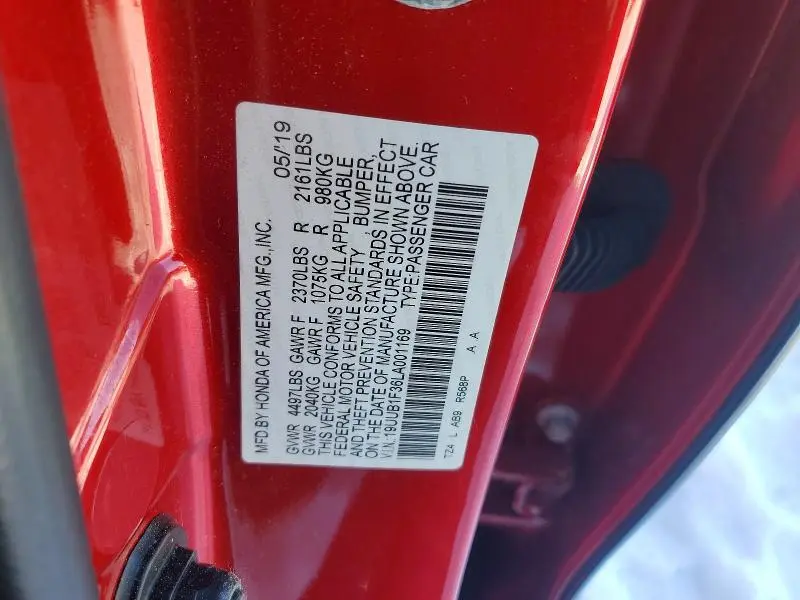 MFD.BY HONDA OF AMERICA MFG.,INC. 05/'19
GVWR 4497LBS GAWR F 2370LBS R 2161LBS
GVWR 2040KG GAWR F 1075KG R 980KG
THIS VEHICLE CONFORMS TO ALL APPLICABLE
FEDERAL MOTOR VEHICLE SAFETY , BUMPER,
AND THEFT PREVENTION STANDARDS IN EFFECT
ON THE DATE OF MANUFACTURE SHOWN ABOVE.
V.I.N.:19UUB1F36LA001169 TYPE:PASSENGER CAR
TZ4 L AB9 R568P A A